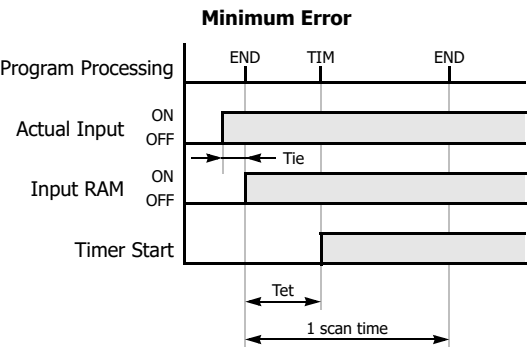 Minimum Error
END TIM END
Program Processing
ON
Actual Input
OFF
Tie
ON
Input RAM
OFF
Timer Start
Tet
1 scan time